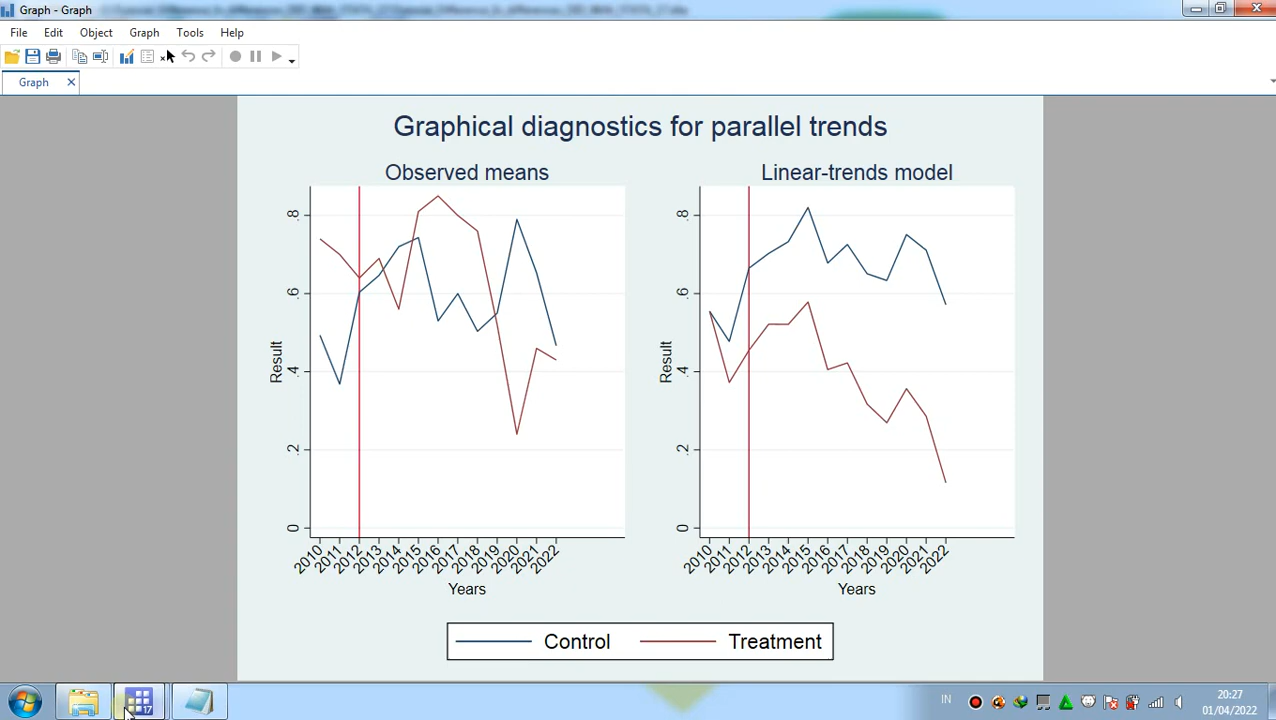 Graph - Graph
File Edit Object Graph Tools Help
Graph
Graphical diagnostics for parallel trends
Observed means
Linear-trends model
.8
.6
.4
.2
0
Result
2010 2011 2012 2013 2014 2015 2016 2017 2018 2019 2020 2021 2022
Years
.8
.6
.4
.2
0
Result
2010 2011 2012 2013 2014 2015 2016 2017 2018 2019 2020 2021 2022
Years
Control Treatment
17
IN
20:27
01/04/2022